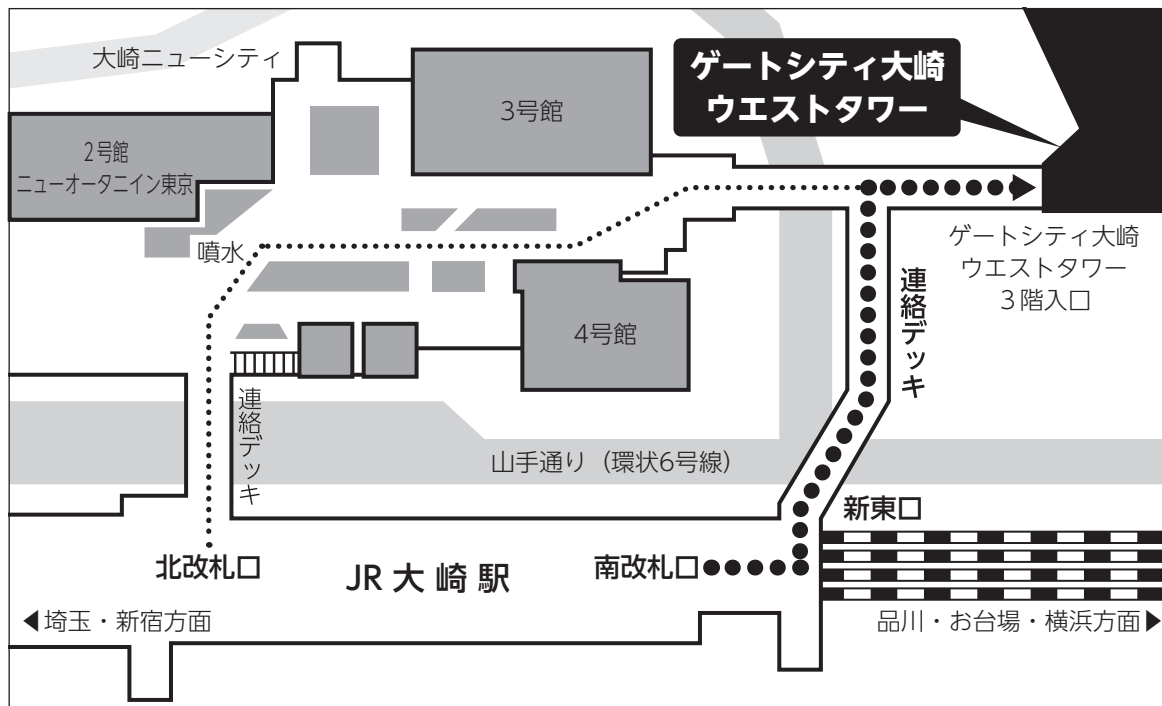 大崎ニューシティ
3号館
ゲートシティ大崎
ウエストタワー
2号館
ニューオータニイン東京
噴水
ゲートシティ大崎
ウエストタワー
3階入口
連絡デッキ
4号館
連絡デッキ
山手通り（環状6号線）
新東口
北改札口
JR大崎駅
南改札口
◀埼玉・新宿方面
品川・お台場・横浜方面▶